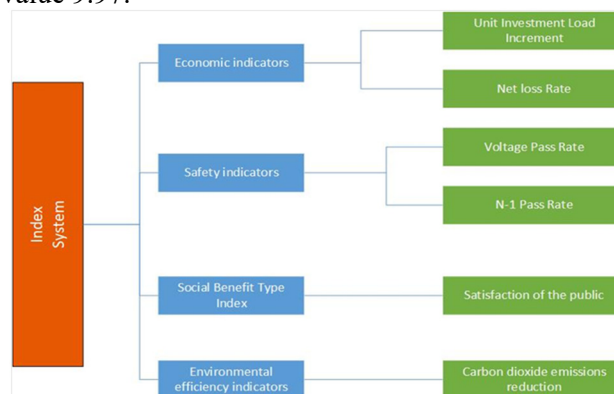 Unit Investment Load
Increment
Economic indicators
Net loss Rate
Voltage Pass Rate
Safety indicators
N-1 Pass Rate
Index
System
Social Benefit Type
Index
Satisfaction of the public
Environmental
efficiency indicators
Carbon dioxide emissions
reduction